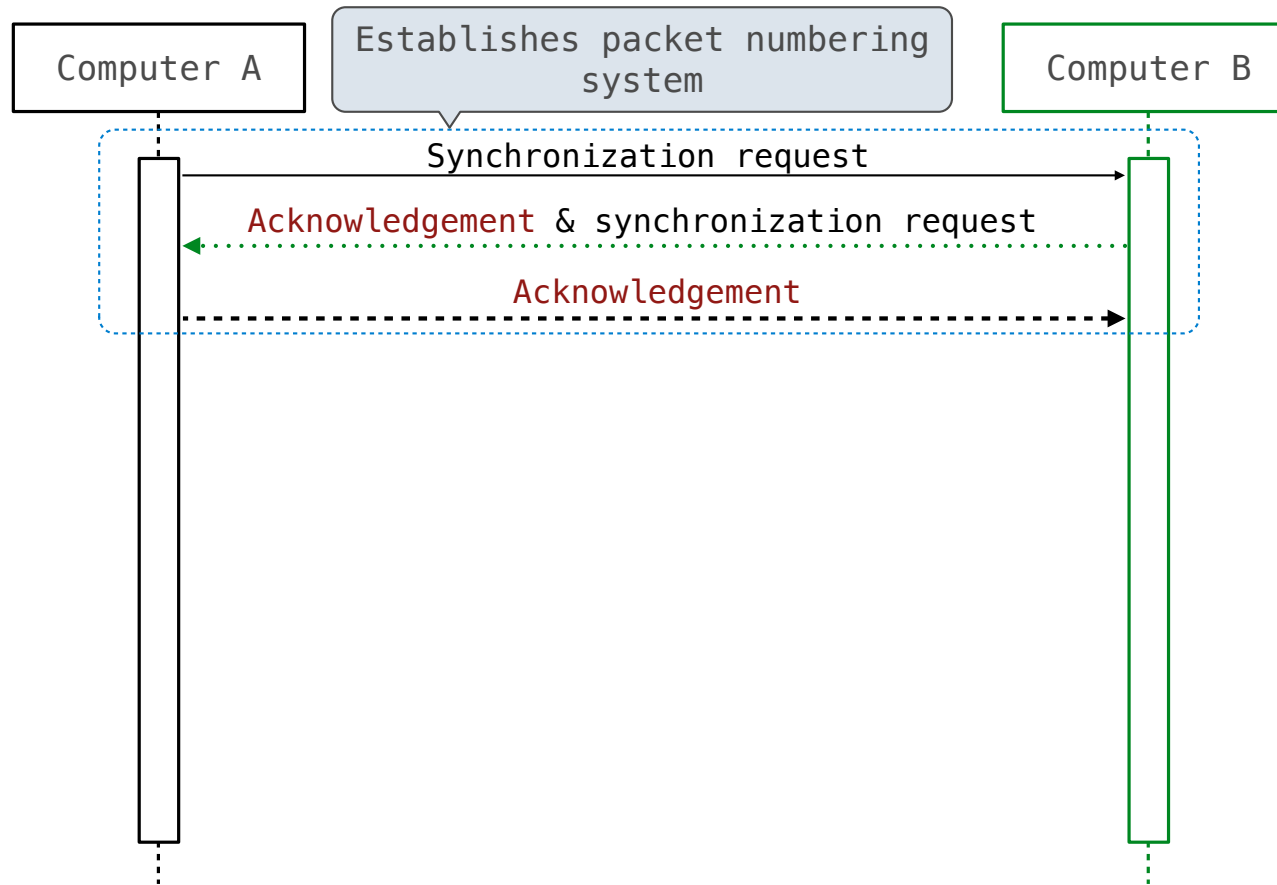 Establishes packet numbering
system
Computer A
Computer B
Synchronization request
Acknowledgement & synchronization request
Acknowledgement